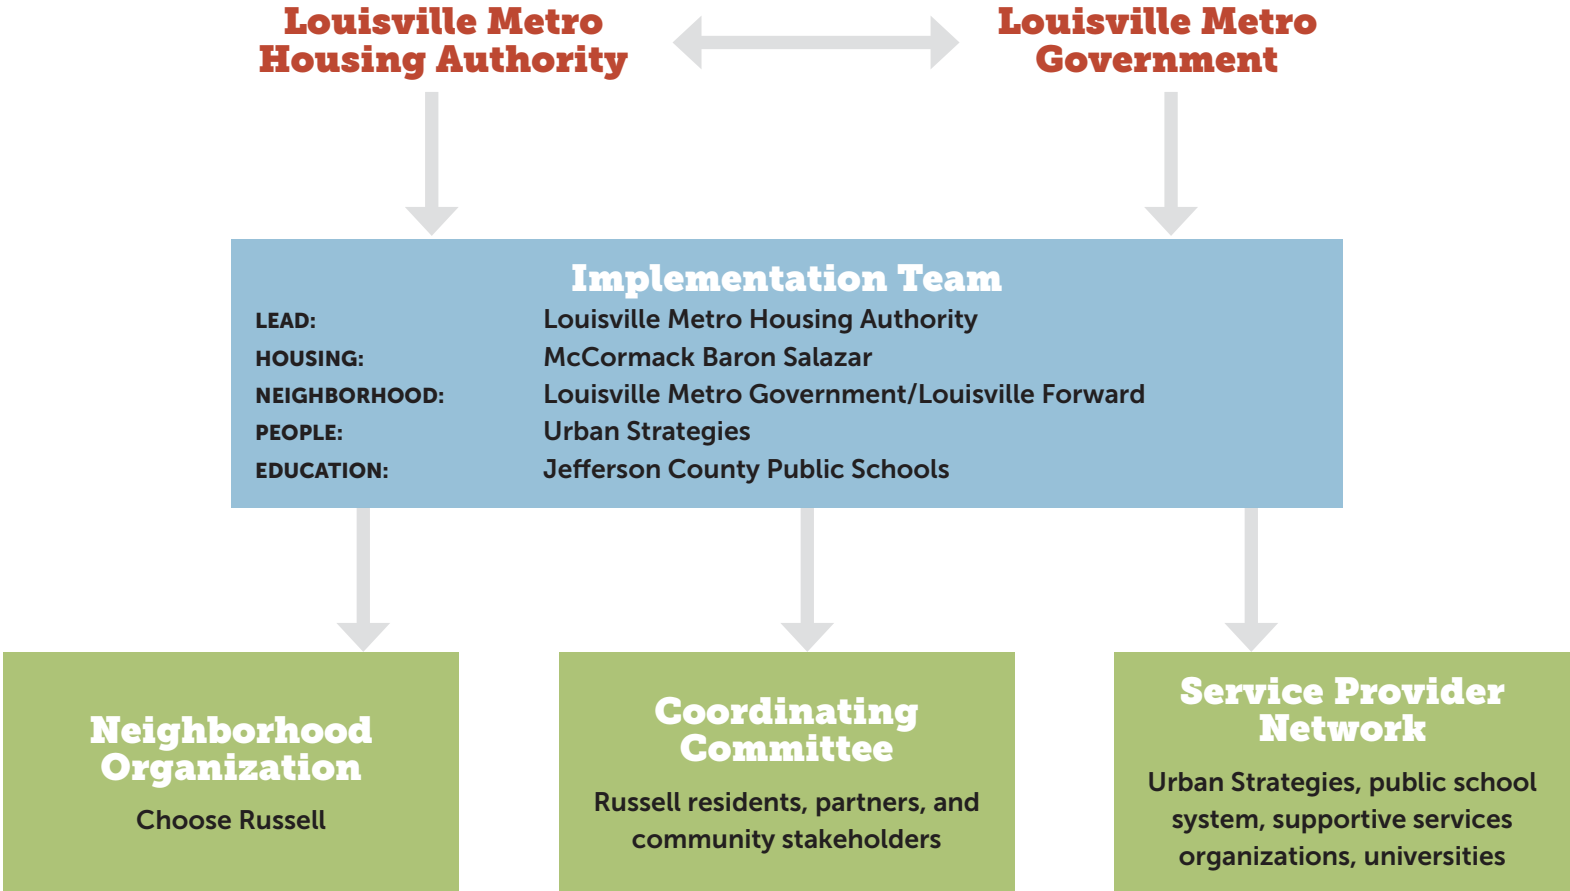 Louisville Metro
Housing Authority
Louisville Metro
Government
Implementation Team
LEAD: Louisville Metro Housing Authority
HOUSING: McCormack Baron Salazar
NEIGHBORHOOD: Louisville Metro Government/Louisville Forward
PEOPLE: Urban Strategies
EDUCATION: Jefferson County Public Schools
Neighborhood
Organization
Choose Russell
Coordinating
Committee
Russell residents, partners, and
community stakeholders
Service Provider
Network
Urban Strategies, public school
system, supportive services
organizations, universities